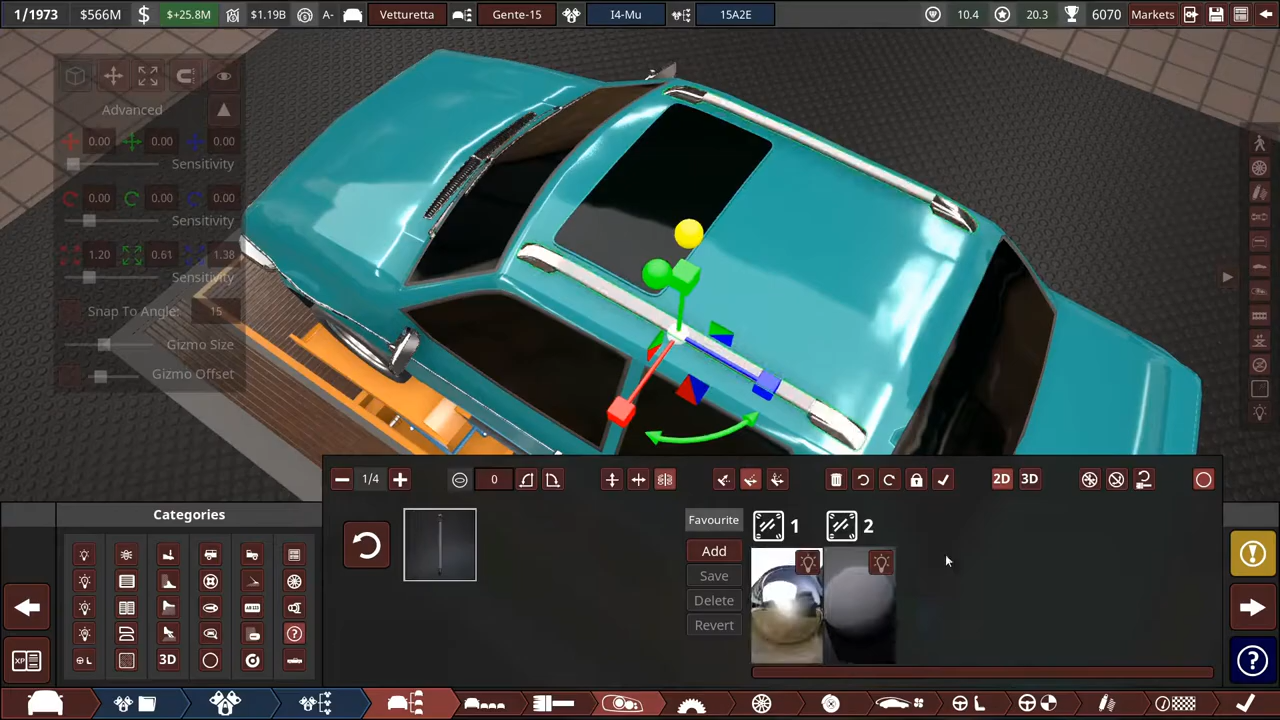 1/1973 $566M $ $+25.8M $1.19B A- Vetturetta Gente-15 I4-Mu 15A2E 10.4 20.3 6070 Markets
Advanced
0.00 0.00 0.00
Sensitivity
0.00 0.00 0.00
Sensitivity
1.20 0.61 1.38
Sensitivity
Snap To Angle: 15
Gizmo Size
Gizmo Offset
1/4 0 2D 3D
Categories
Favourite 1 2
Add
Save
Delete
Revert
L 3D
XP
?